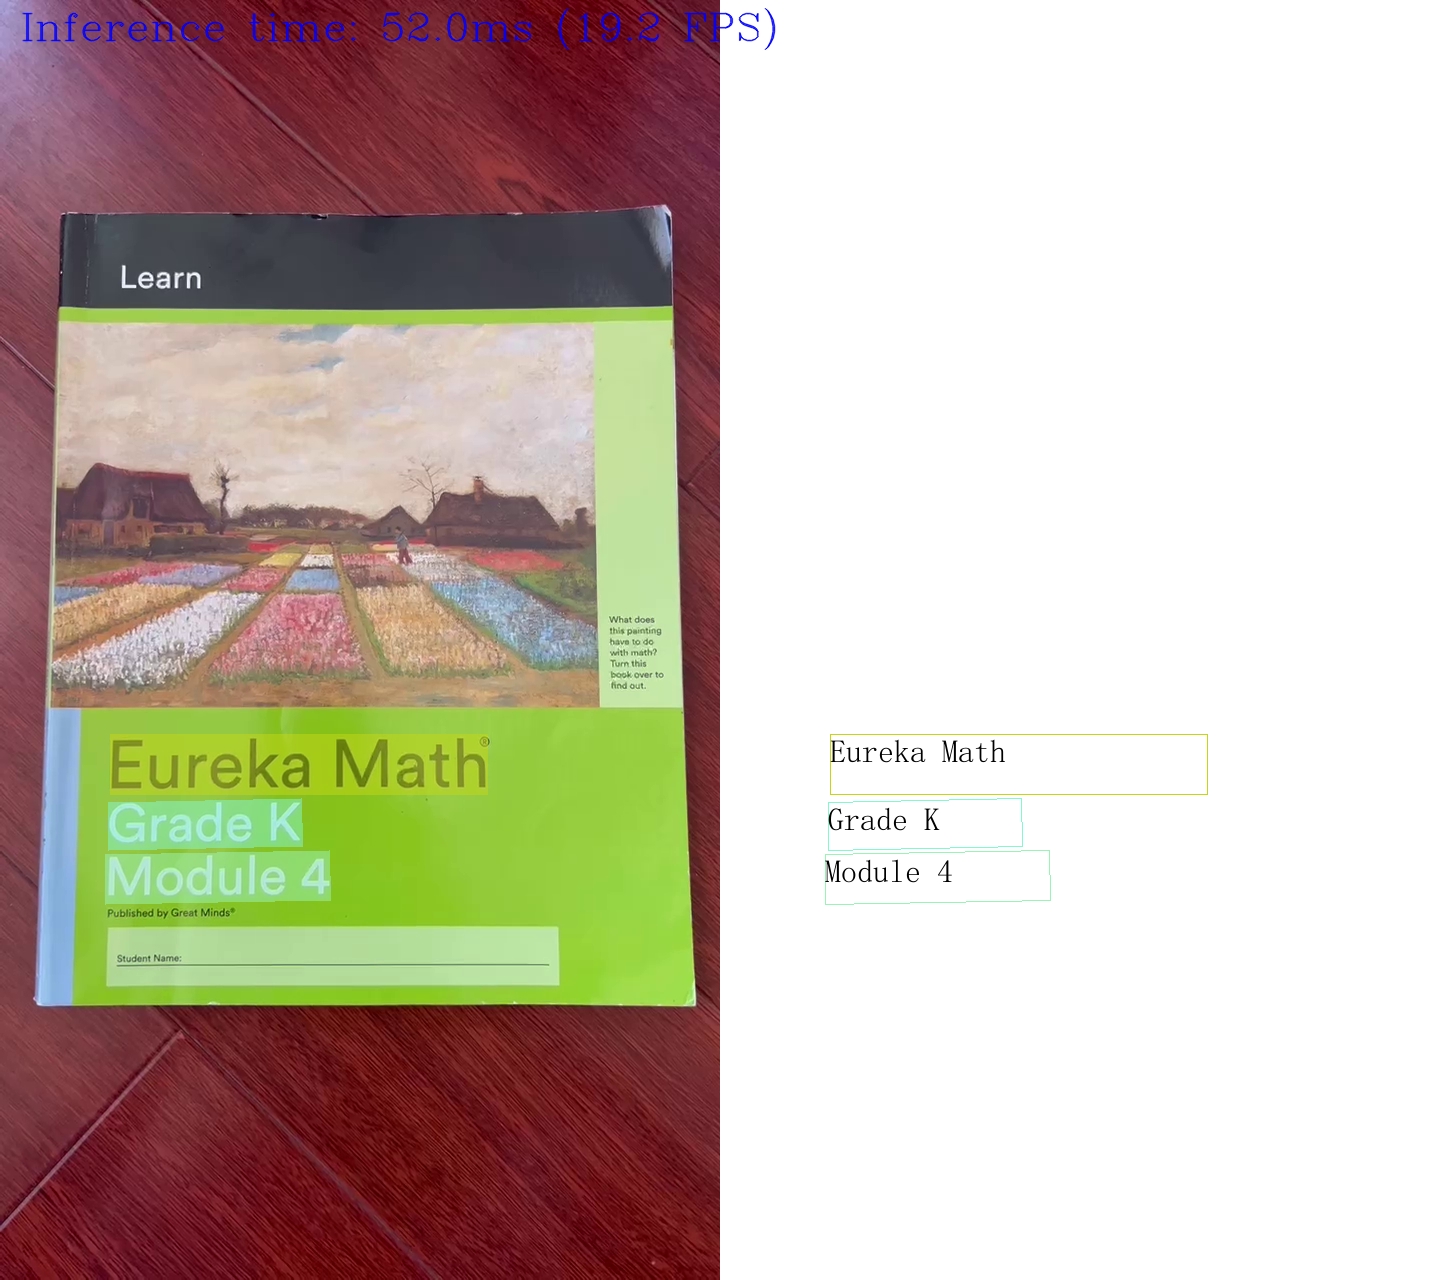 Inference time: 52.0ms (19.2 FPS)
Learn
What does
this painting
have to do
with math?
Turn this
book over to
find out.
Eureka Math®
Grade K
Module 4
Published by Great Minds®
Student Name:
Eureka Math
Grade K
Module 4